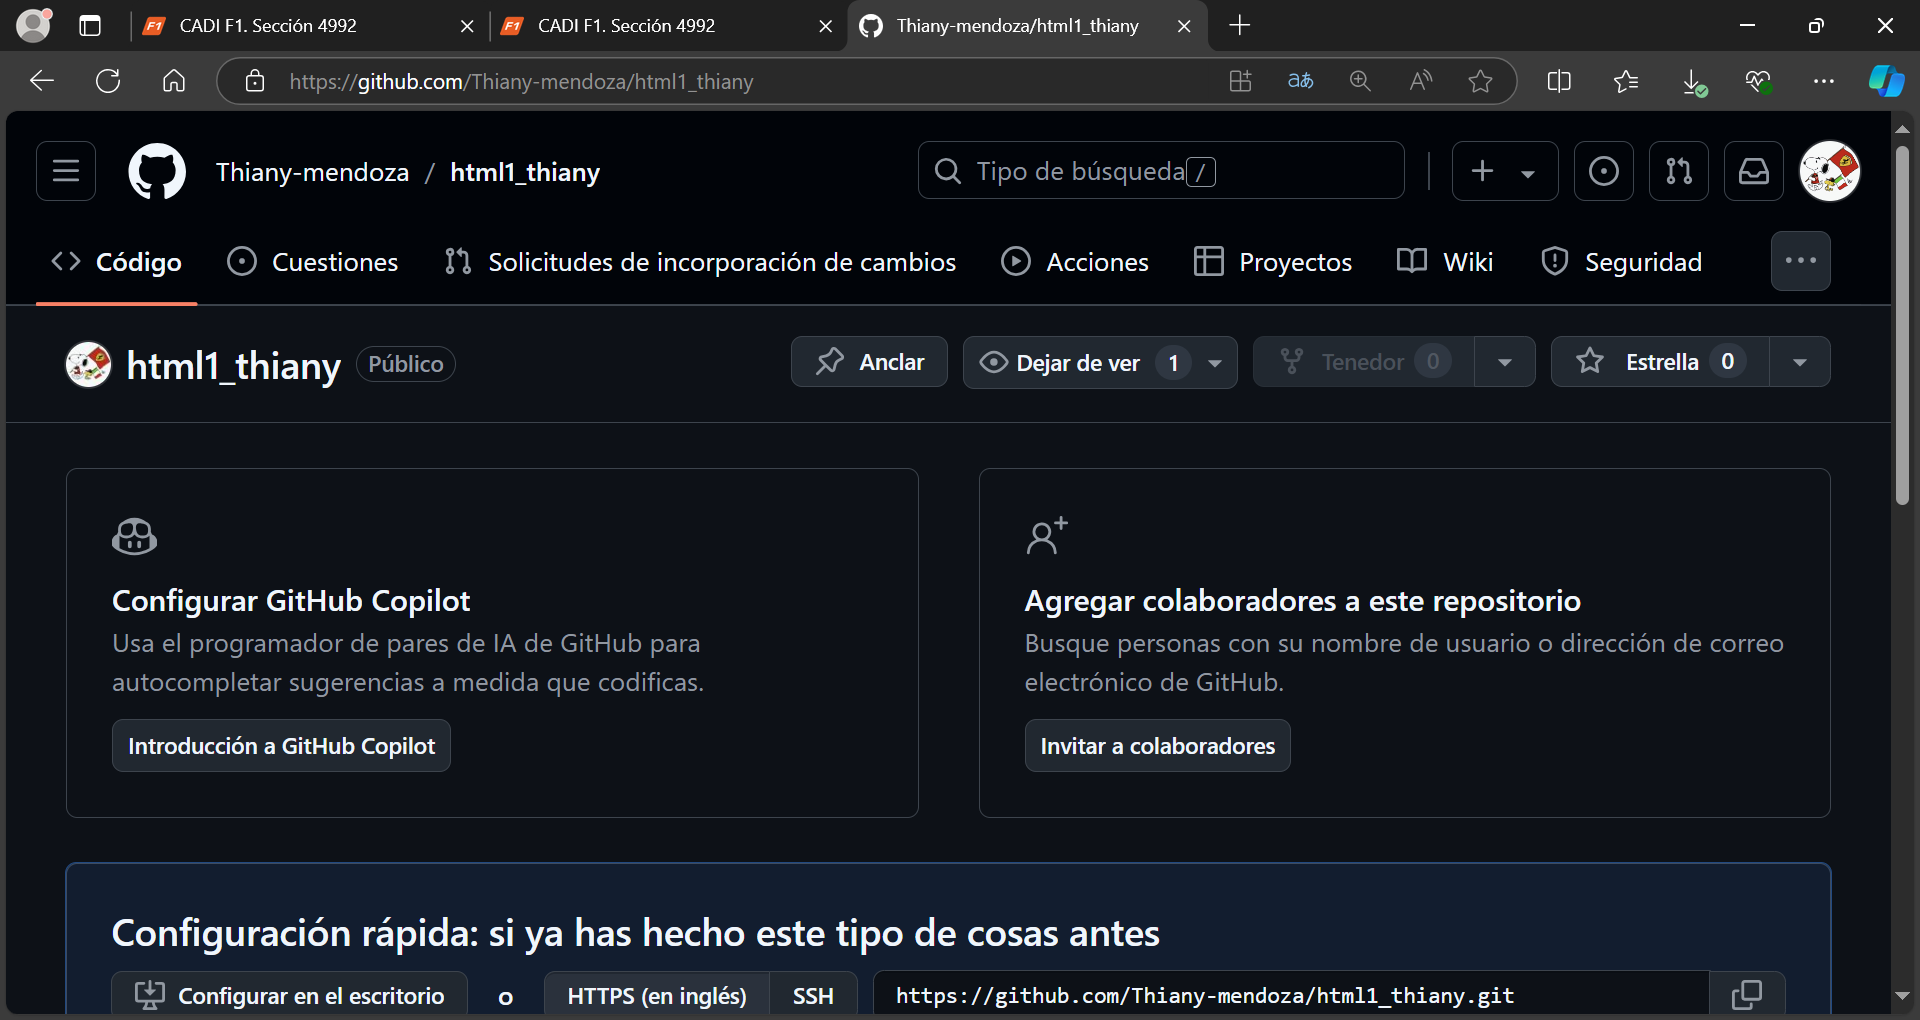 CADI F1. Sección 4992
CADI F1. Sección 4992
Thiany-mendoza/html1_thiany
https://github.com/Thiany-mendoza/html1_thiany
Thiany-mendoza / html1_thiany
Tipo de búsqueda /
Código
Cuestiones
Solicitudes de incorporación de cambios
Acciones
Proyectos
Wiki
Seguridad
html1_thiany
Público
Anclar
Dejar de ver 1
Tenedor 0
Estrella 0
Configurar GitHub Copilot
Usa el programador de pares de IA de GitHub para
autocompletar sugerencias a medida que codificas.
Introducción a GitHub Copilot
Agregar colaboradores a este repositorio
Busque personas con su nombre de usuario o dirección de correo
electrónico de GitHub.
Invitar a colaboradores
Configuración rápida: si ya has hecho este tipo de cosas antes
Configurar en el escritorio
o
HTTPS (en inglés)
SSH
https://github.com/Thiany-mendoza/html1_thiany.git